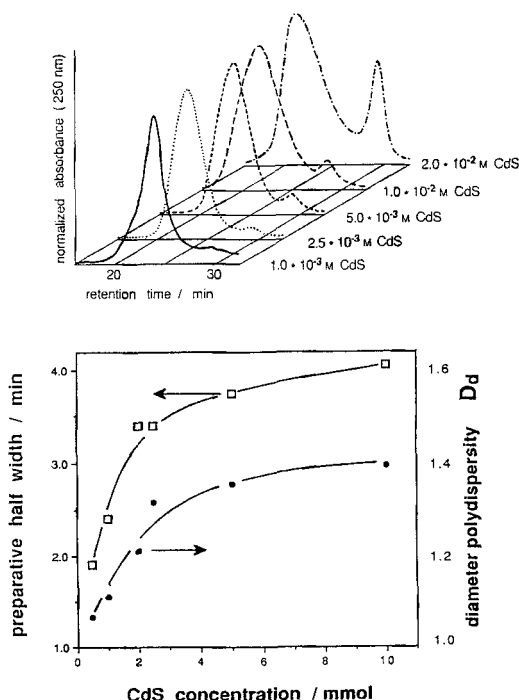 normalized absorbance ( 250 nm)
2.0 • 10⁻² M CdS
1.0 • 10⁻² M CdS
5.0 • 10⁻³ M CdS
2.5 • 10⁻³ M CdS
1.0 • 10⁻³ M CdS
20 30
retention time / min
preparative half width / min
4.0
3.0
2.0
1.0
1.6
1.4
1.2
1.0
diameter polydispersity Dd
0 2 4 6 8 10
CdS concentration / mmol